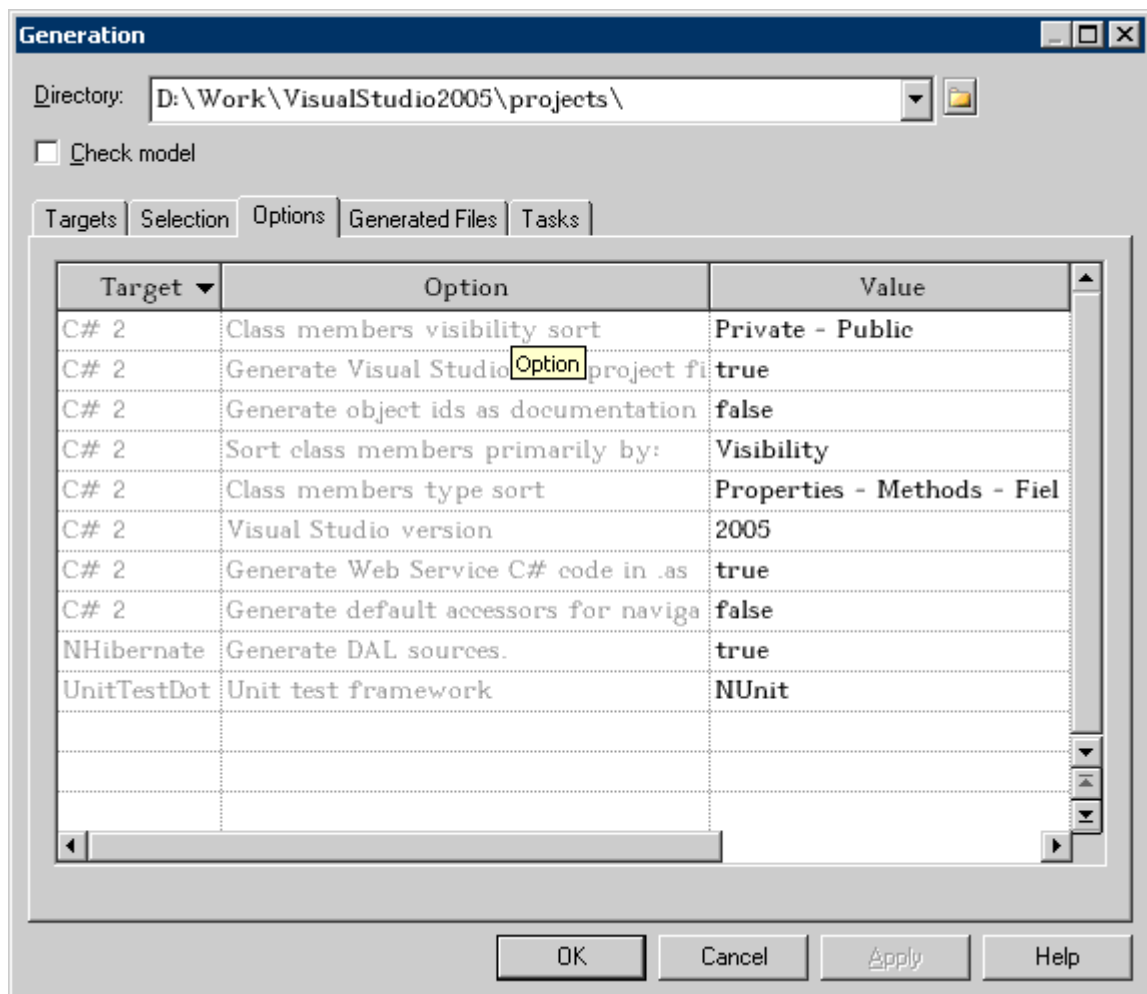 Generation
Directory: D:\Work\VisualStudio2005\projects\
Check model
Targets Selection Options Generated Files Tasks
Target Option Value
C# 2 Class members visibility sort Private - Public
C# 2 Generate Visual Studio Option project fi true
C# 2 Generate object ids as documentation false
C# 2 Sort class members primarily by: Visibility
C# 2 Class members type sort Properties - Methods - Fiel
C# 2 Visual Studio version 2005
C# 2 Generate Web Service C# code in .as true
C# 2 Generate default accessors for naviga false
NHibernate Generate DAL sources. true
UnitTestDot Unit test framework NUnit
OK Cancel Apply Help